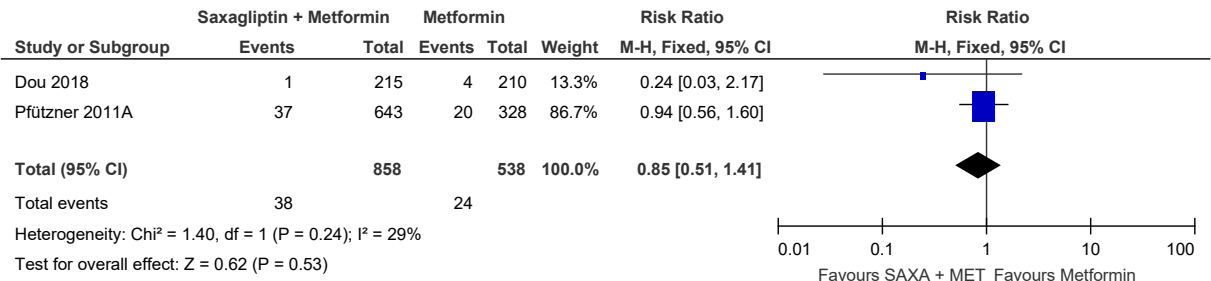 Saxagliptin + Metformin Metformin Risk Ratio Risk Ratio
Study or Subgroup Events Total Events Total Weight M-H, Fixed, 95% CI M-H, Fixed, 95% CI
Dou 2018 1 215 4 210 13.3% 0.24 [0.03, 2.17]
Pfützner 2011A 37 643 20 328 86.7% 0.94 [0.56, 1.60]
Total (95% CI) 858 538 100.0% 0.85 [0.51, 1.41]
Total events 38 24
Heterogeneity: Chi² = 1.40, df = 1 (P = 0.24); I² = 29%
Test for overall effect: Z = 0.62 (P = 0.53)
0.01 0.1 1 10 100
Favours SAXA + MET Favours Metformin